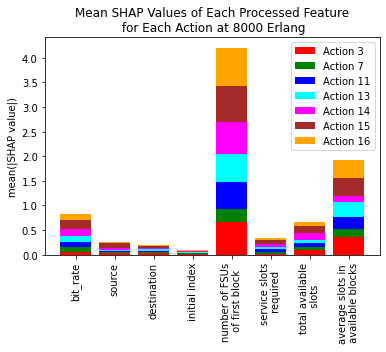 Mean SHAP Values of Each Processed Feature
for Each Action at 8000 Erlang
mean(|SHAP value|)
4.0
3.5
3.0
2.5
2.0
1.5
1.0
0.5
0.0
Action 3
Action 7
Action 11
Action 13
Action 14
Action 15
Action 16
bit_rate
source
destination
initial index
number of FSUs
of first block
service slots
required
total available
slots
average slots in
available blocks